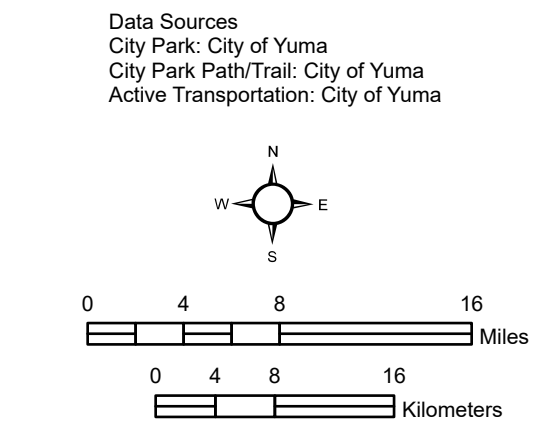 Data Sources
City Park: City of Yuma
City Park Path/Trail: City of Yuma
Active Transportation: City of Yuma
N
W E
S
0 4 8 16
Miles
0 4 8 16
Kilometers